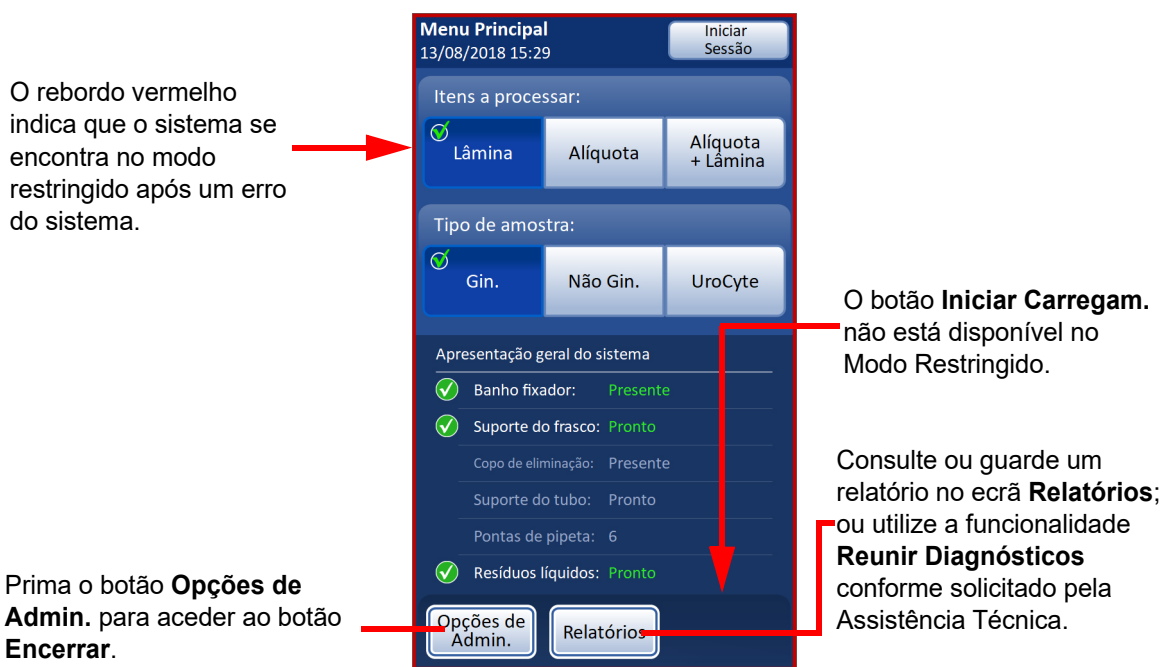 Menu Principal
13/08/2018 15:29
Iniciar
Sessão
O rebordo vermelho
indica que o sistema se
encontra no modo
restringido após um erro
do sistema.
Itens a processar:
Lâmina
Alíquota
Alíquota
+ Lâmina
Tipo de amostra:
Gin.
Não Gin.
UroCyte
O botão Iniciar Carregam.
não está disponível no
Modo Restringido.
Apresentação geral do sistema
Banho fixador: Presente
Suporte do frasco: Pronto
Copo de eliminação: Presente
Suporte do tubo: Pronto
Pontas de pipeta: 6
Resíduos líquidos: Pronto
Consulte ou guarde um
relatório no ecrã Relatórios;
ou utilize a funcionalidade
Reunir Diagnósticos
conforme solicitado pela
Assistência Técnica.
Prima o botão Opções de
Admin. para aceder ao botão
Encerrar.
Opções de
Admin.
Relatórios